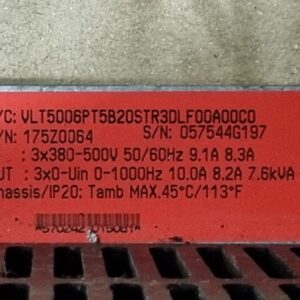 /C: VLT5006PT5B20STR3DLF00A00C0
/N: 175Z0064 S/N: 057544G197
: 3x380-500V 50/60Hz 9.1A 8.3A
UT : 3x0-Uin 0-1000Hz 10.0A 8.2A 7.6kVA
hassis/IP20: Tamb MAX.45°C/113°F